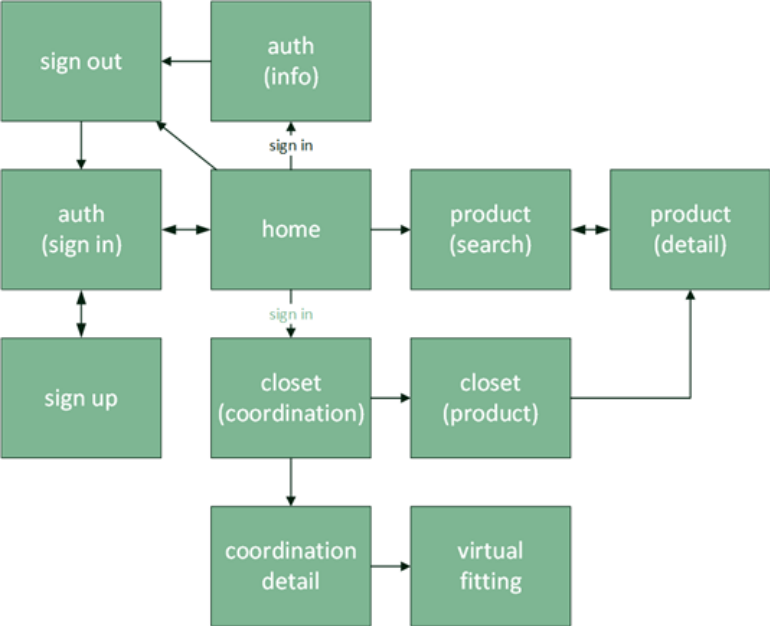 sign out
auth
(info)
sign in
auth
(sign in)
home
product
(search)
product
(detail)
sign in
sign up
closet
(coordination)
closet
(product)
coordination
detail
virtual
fitting